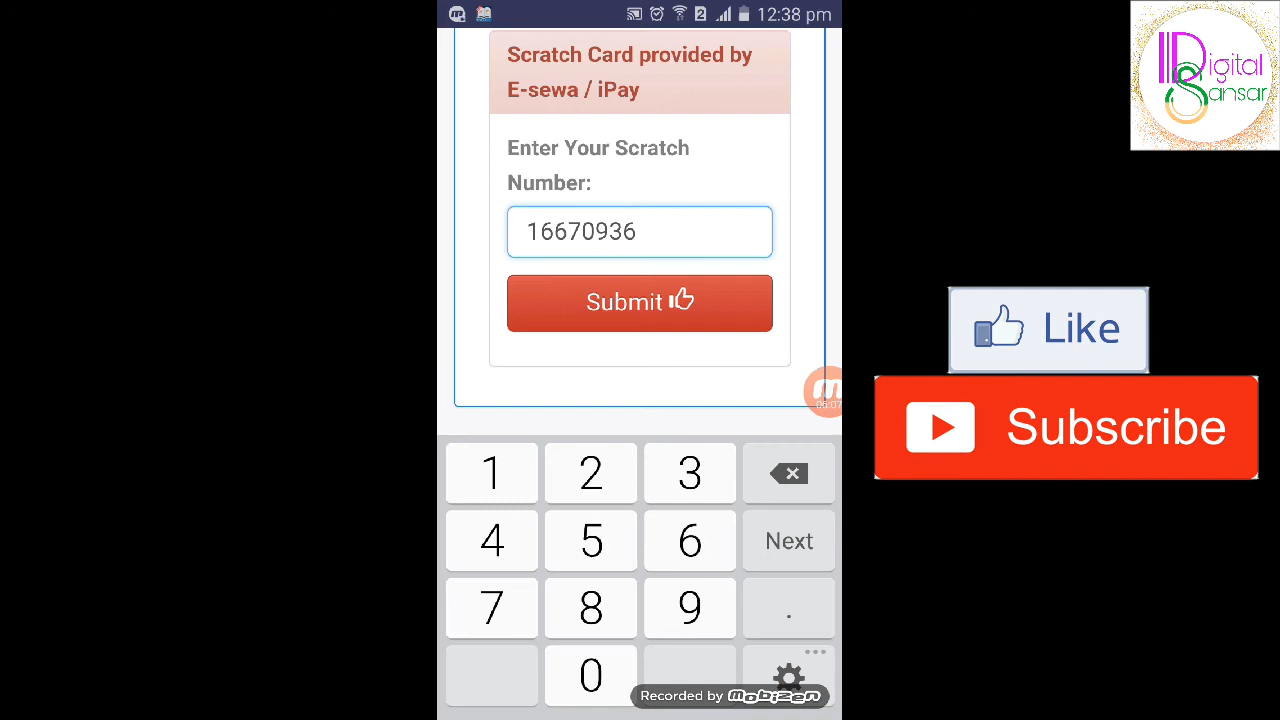 2 12:38 pm
Scratch Card provided by
E-sewa / iPay
Enter Your Scratch
Number:
16670936
Submit
1 2 3
4 5 6 Next
7 8 9 .
0
Recorded by mobizen
Digital
Sansar
Like
Subscribe